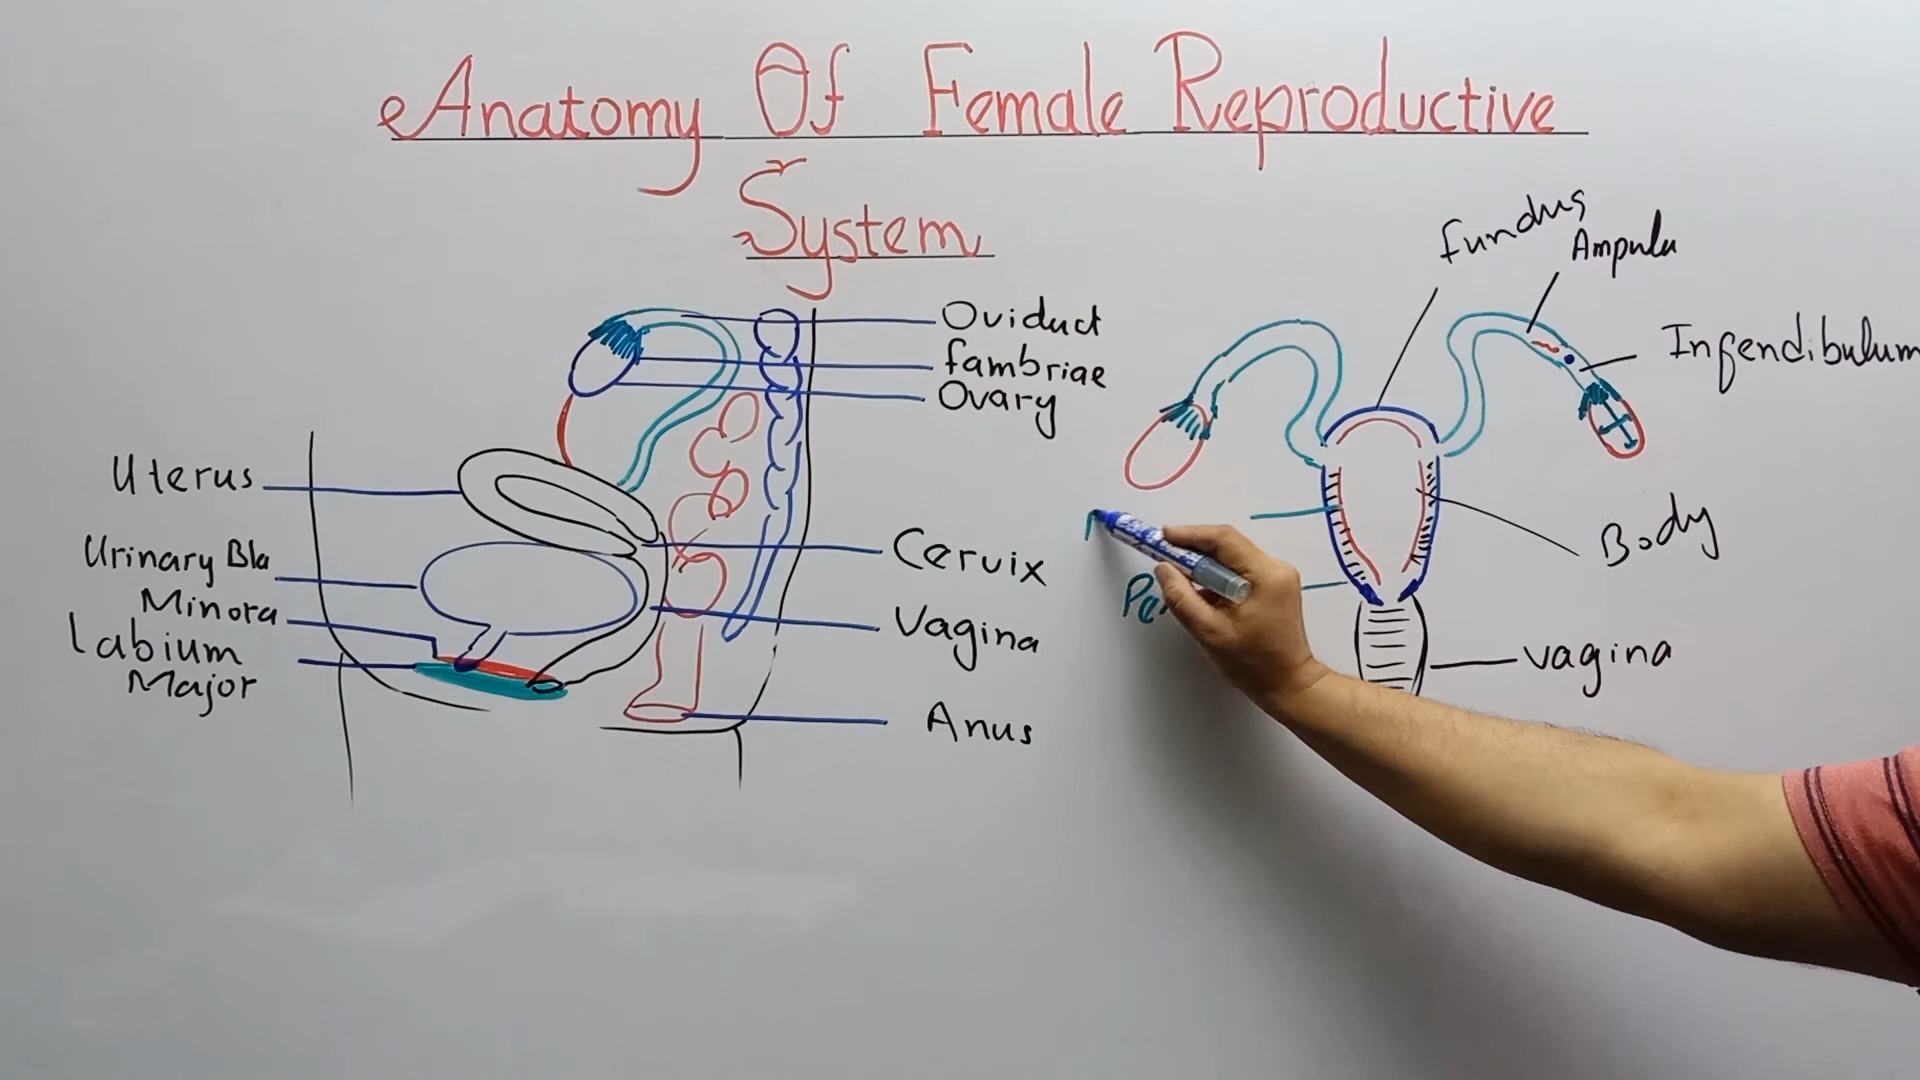 Anatomy Of Female Reproductive
System
Oviduct
fambriae
Ovary
Uterus
Urinary Bla
Minora
Labium
Major
Cervix
Vagina
Anus
fundus
Ampula
Infendibulum
Body
vagina